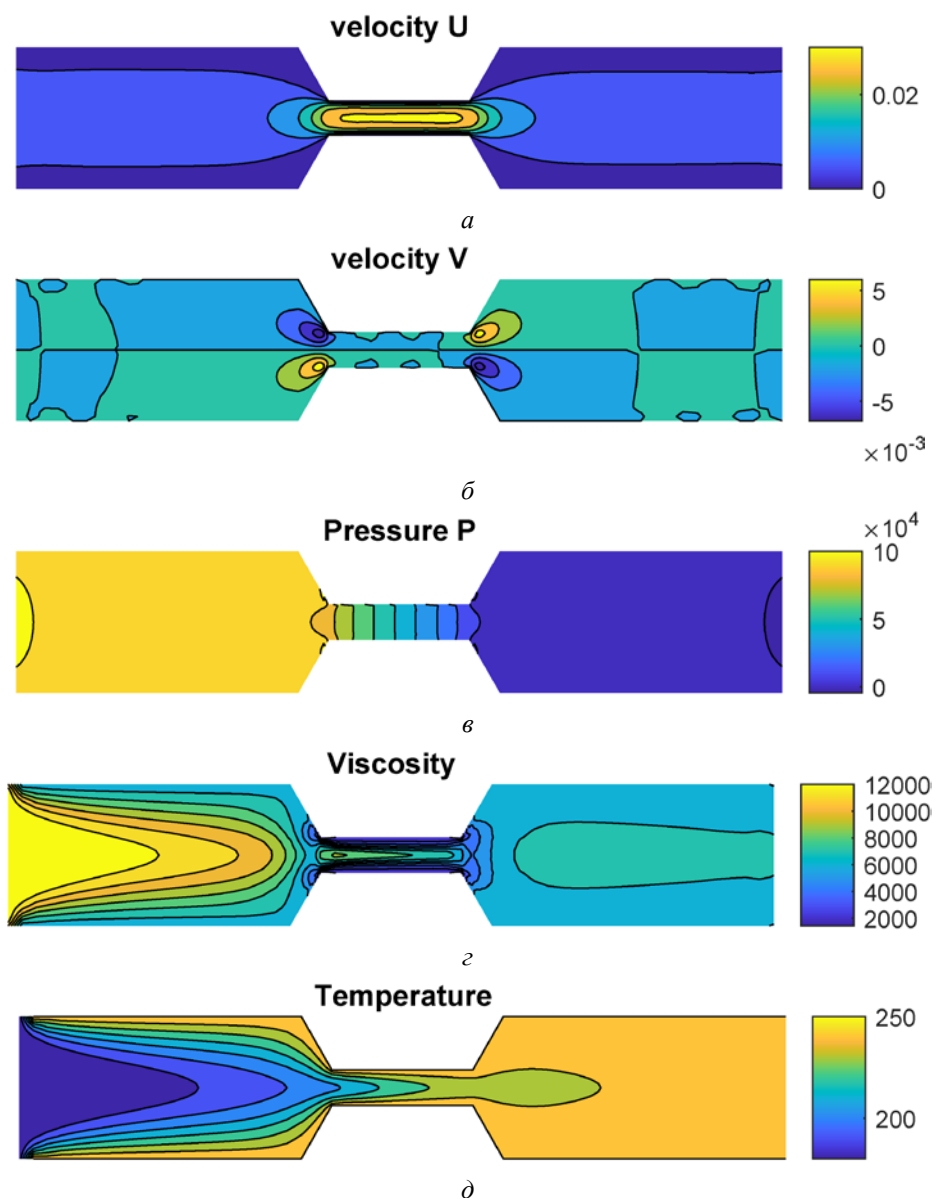 velocity U
0.02
0
а
velocity V
5
0
-5
×10⁻³
б
Pressure P
×10⁴
10
5
0
в
Viscosity
12000
10000
8000
6000
4000
2000
г
Temperature
250
200
д